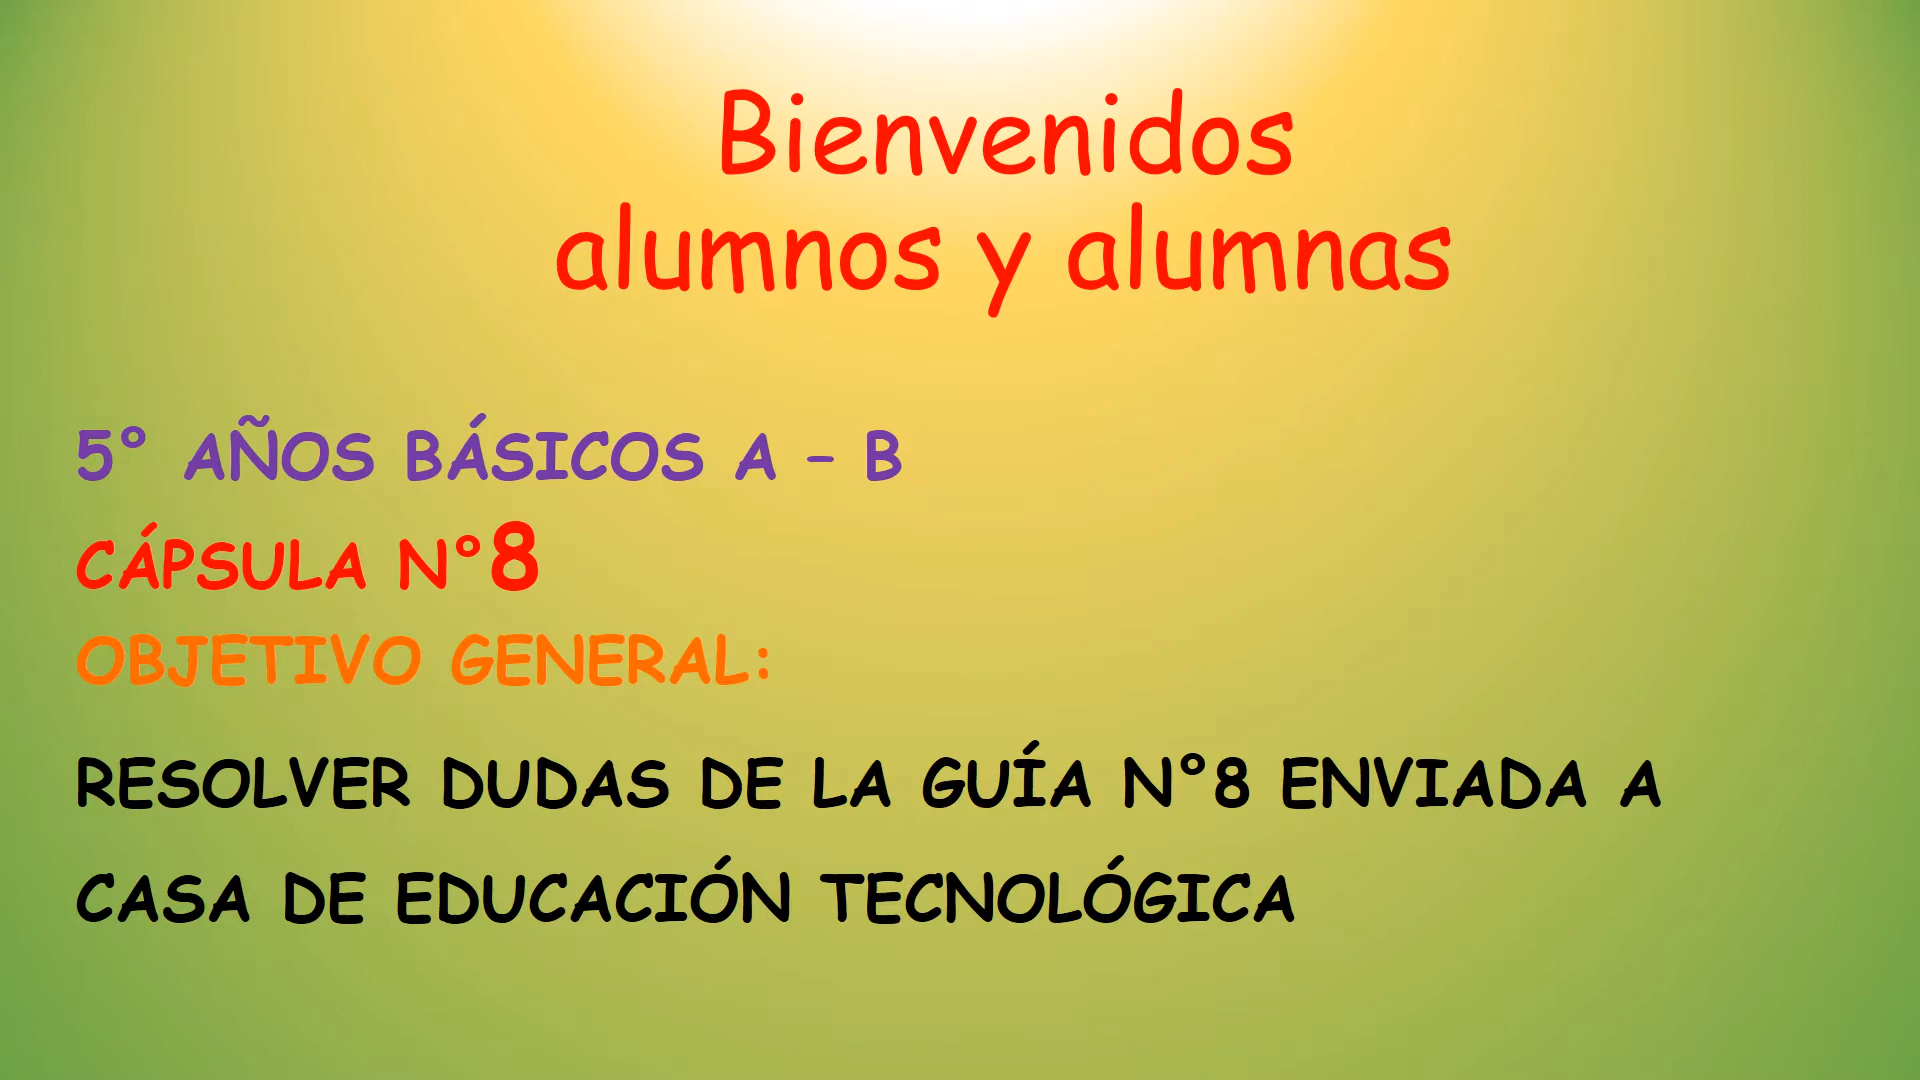 Bienvenidos
alumnos y alumnas
5° AÑOS BÁSICOS A – B
CÁPSULA N°8
OBJETIVO GENERAL:
RESOLVER DUDAS DE LA GUÍA N°8 ENVIADA A
CASA DE EDUCACIÓN TECNOLÓGICA